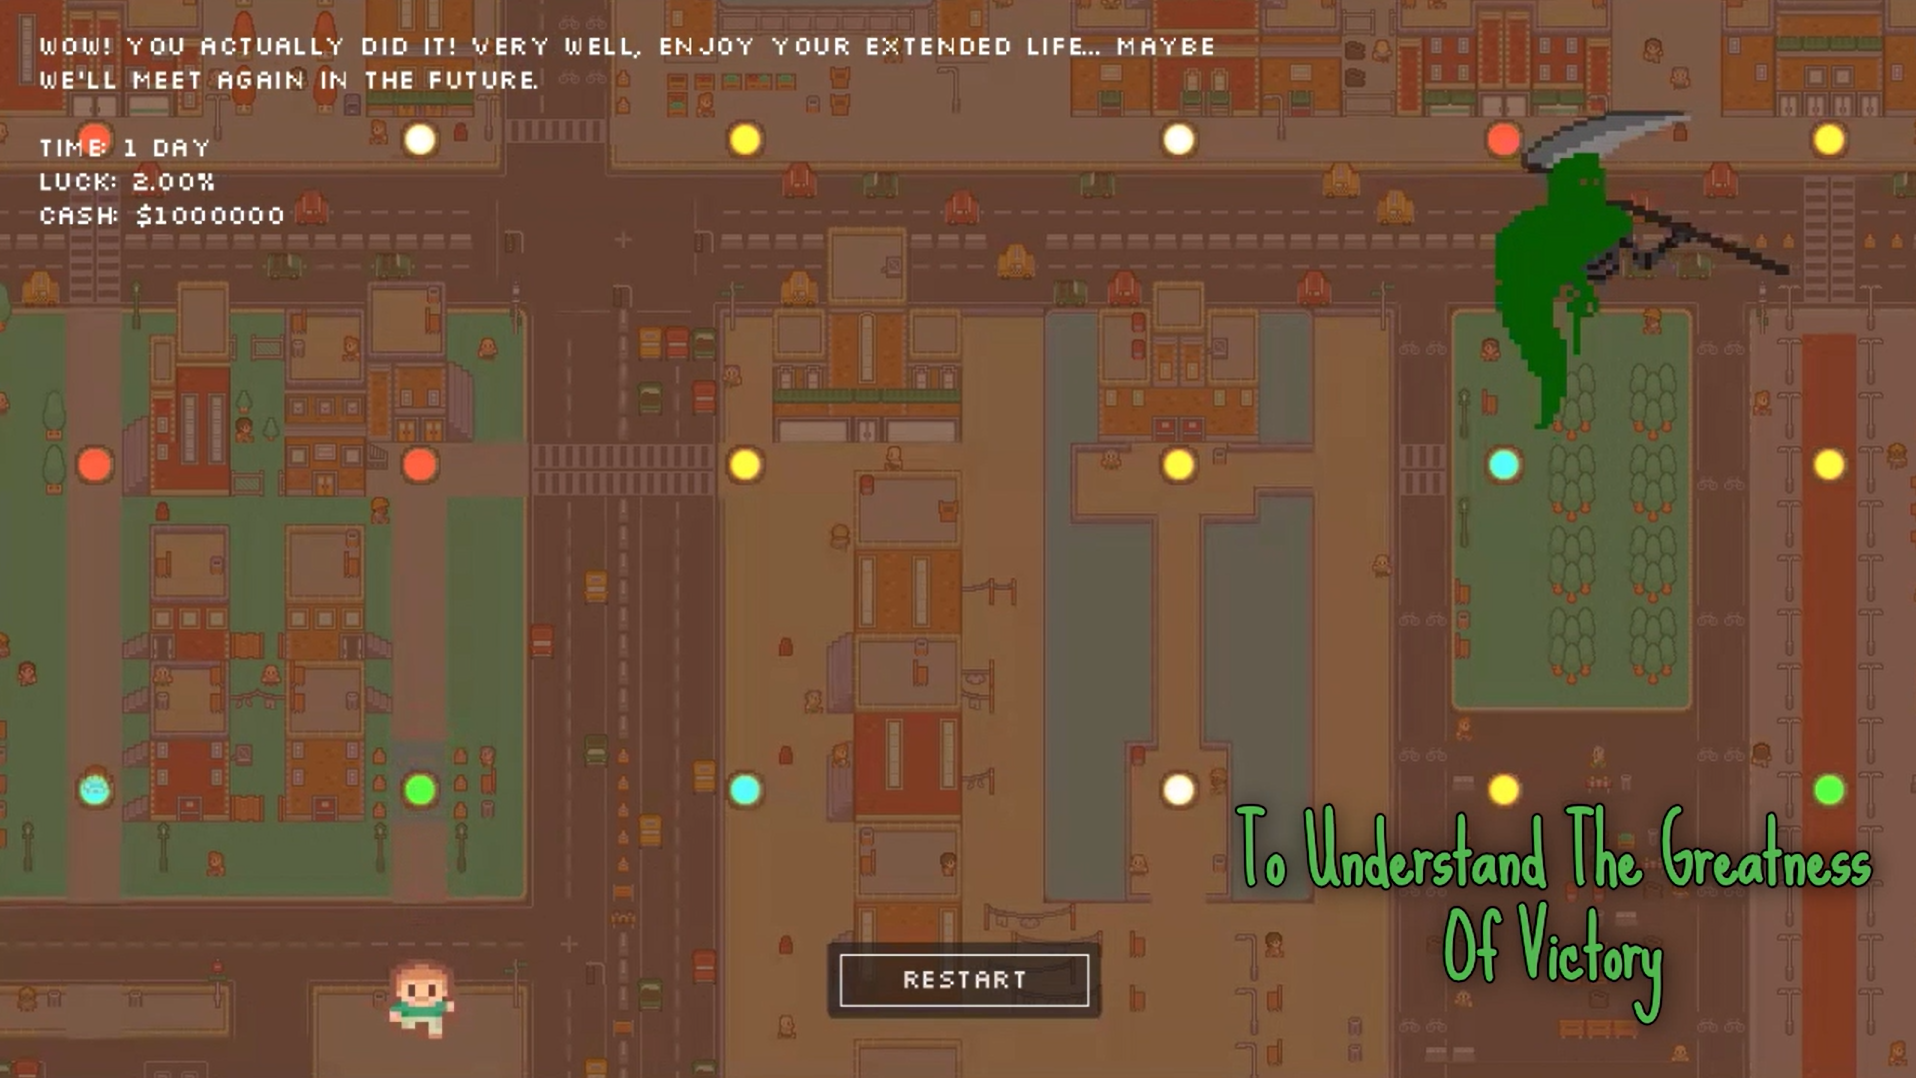 WOW! YOU ACTUALLY DID IT! VERY WELL, ENJOY YOUR EXTENDED LIFE... MAYBE
WE'LL MEET AGAIN IN THE FUTURE.
TIME: 1 DAY
LUCK: 2.00%
CASH: $1000000
To Understand The Greatness
Of Victory
RESTART